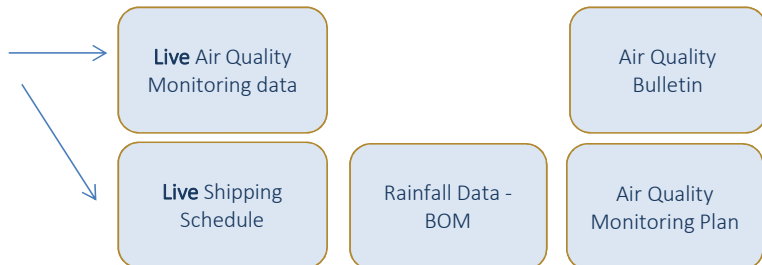 Live Air Quality
Monitoring data
Air Quality
Bulletin
Live Shipping
Schedule
Rainfall Data -
BOM
Air Quality
Monitoring Plan